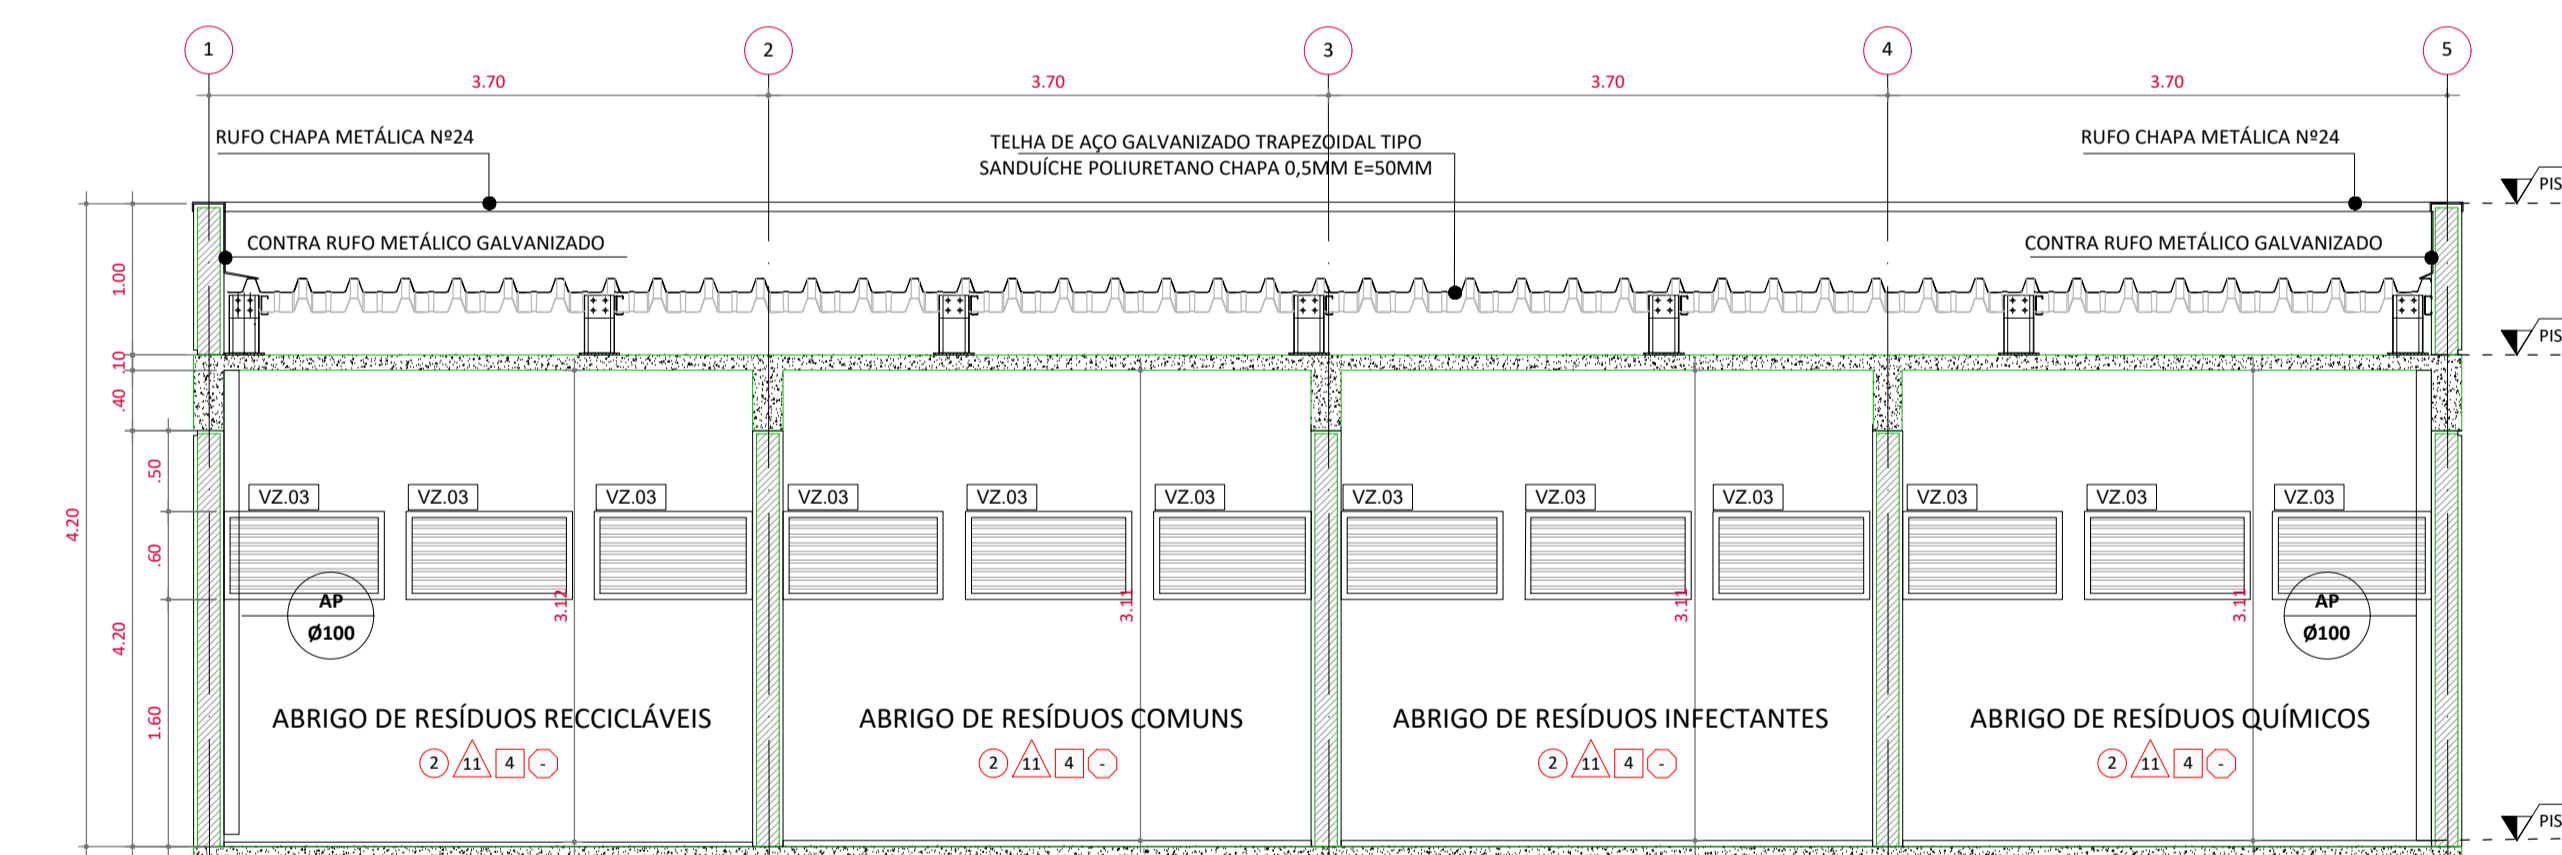 1 2 3 4 5
3.70 3.70 3.70 3.70
RUFO CHAPA METÁLICA Nº24
TELHA DE AÇO GALVANIZADO TRAPEZOIDAL TIPO
SANDUÍCHE POLIURETANO CHAPA 0,5MM E=50MM
RUFO CHAPA METÁLICA Nº24
PIS
CONTRA RUFO METÁLICO GALVANIZADO
CONTRA RUFO METÁLICO GALVANIZADO
1.00
PIS
.10
.40
.50
VZ.03 VZ.03 VZ.03 VZ.03 VZ.03 VZ.03 VZ.03 VZ.03 VZ.03 VZ.03 VZ.03 VZ.03
4.20
.60
4.20
1.60
AP
Ø100
3.12
3.11
3.11
3.11
AP
Ø100
ABRIGO DE RESÍDUOS RECCICLÁVEIS
2 11 4 -
ABRIGO DE RESÍDUOS COMUNS
2 11 4 -
ABRIGO DE RESÍDUOS INFECTANTES
2 11 4 -
ABRIGO DE RESÍDUOS QUÍMICOS
2 11 4 -
PIS